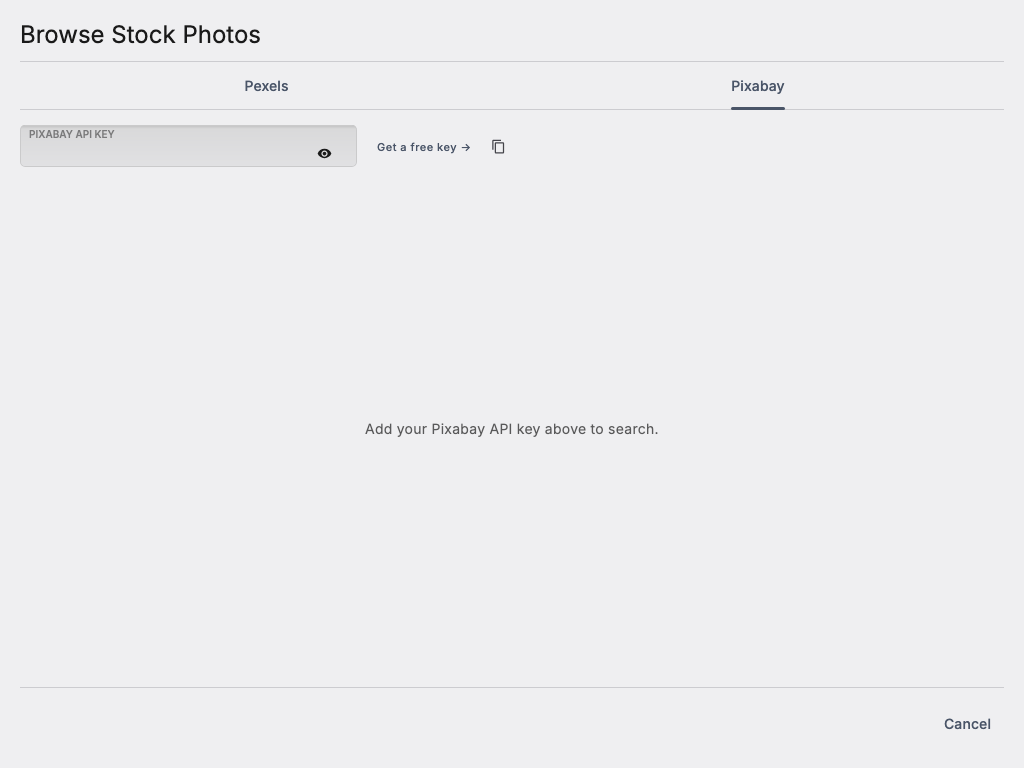 Browse Stock Photos
Pexels
Pixabay
PIXABAY API KEY
Get a free key →
Add your Pixabay API key above to search.
Cancel